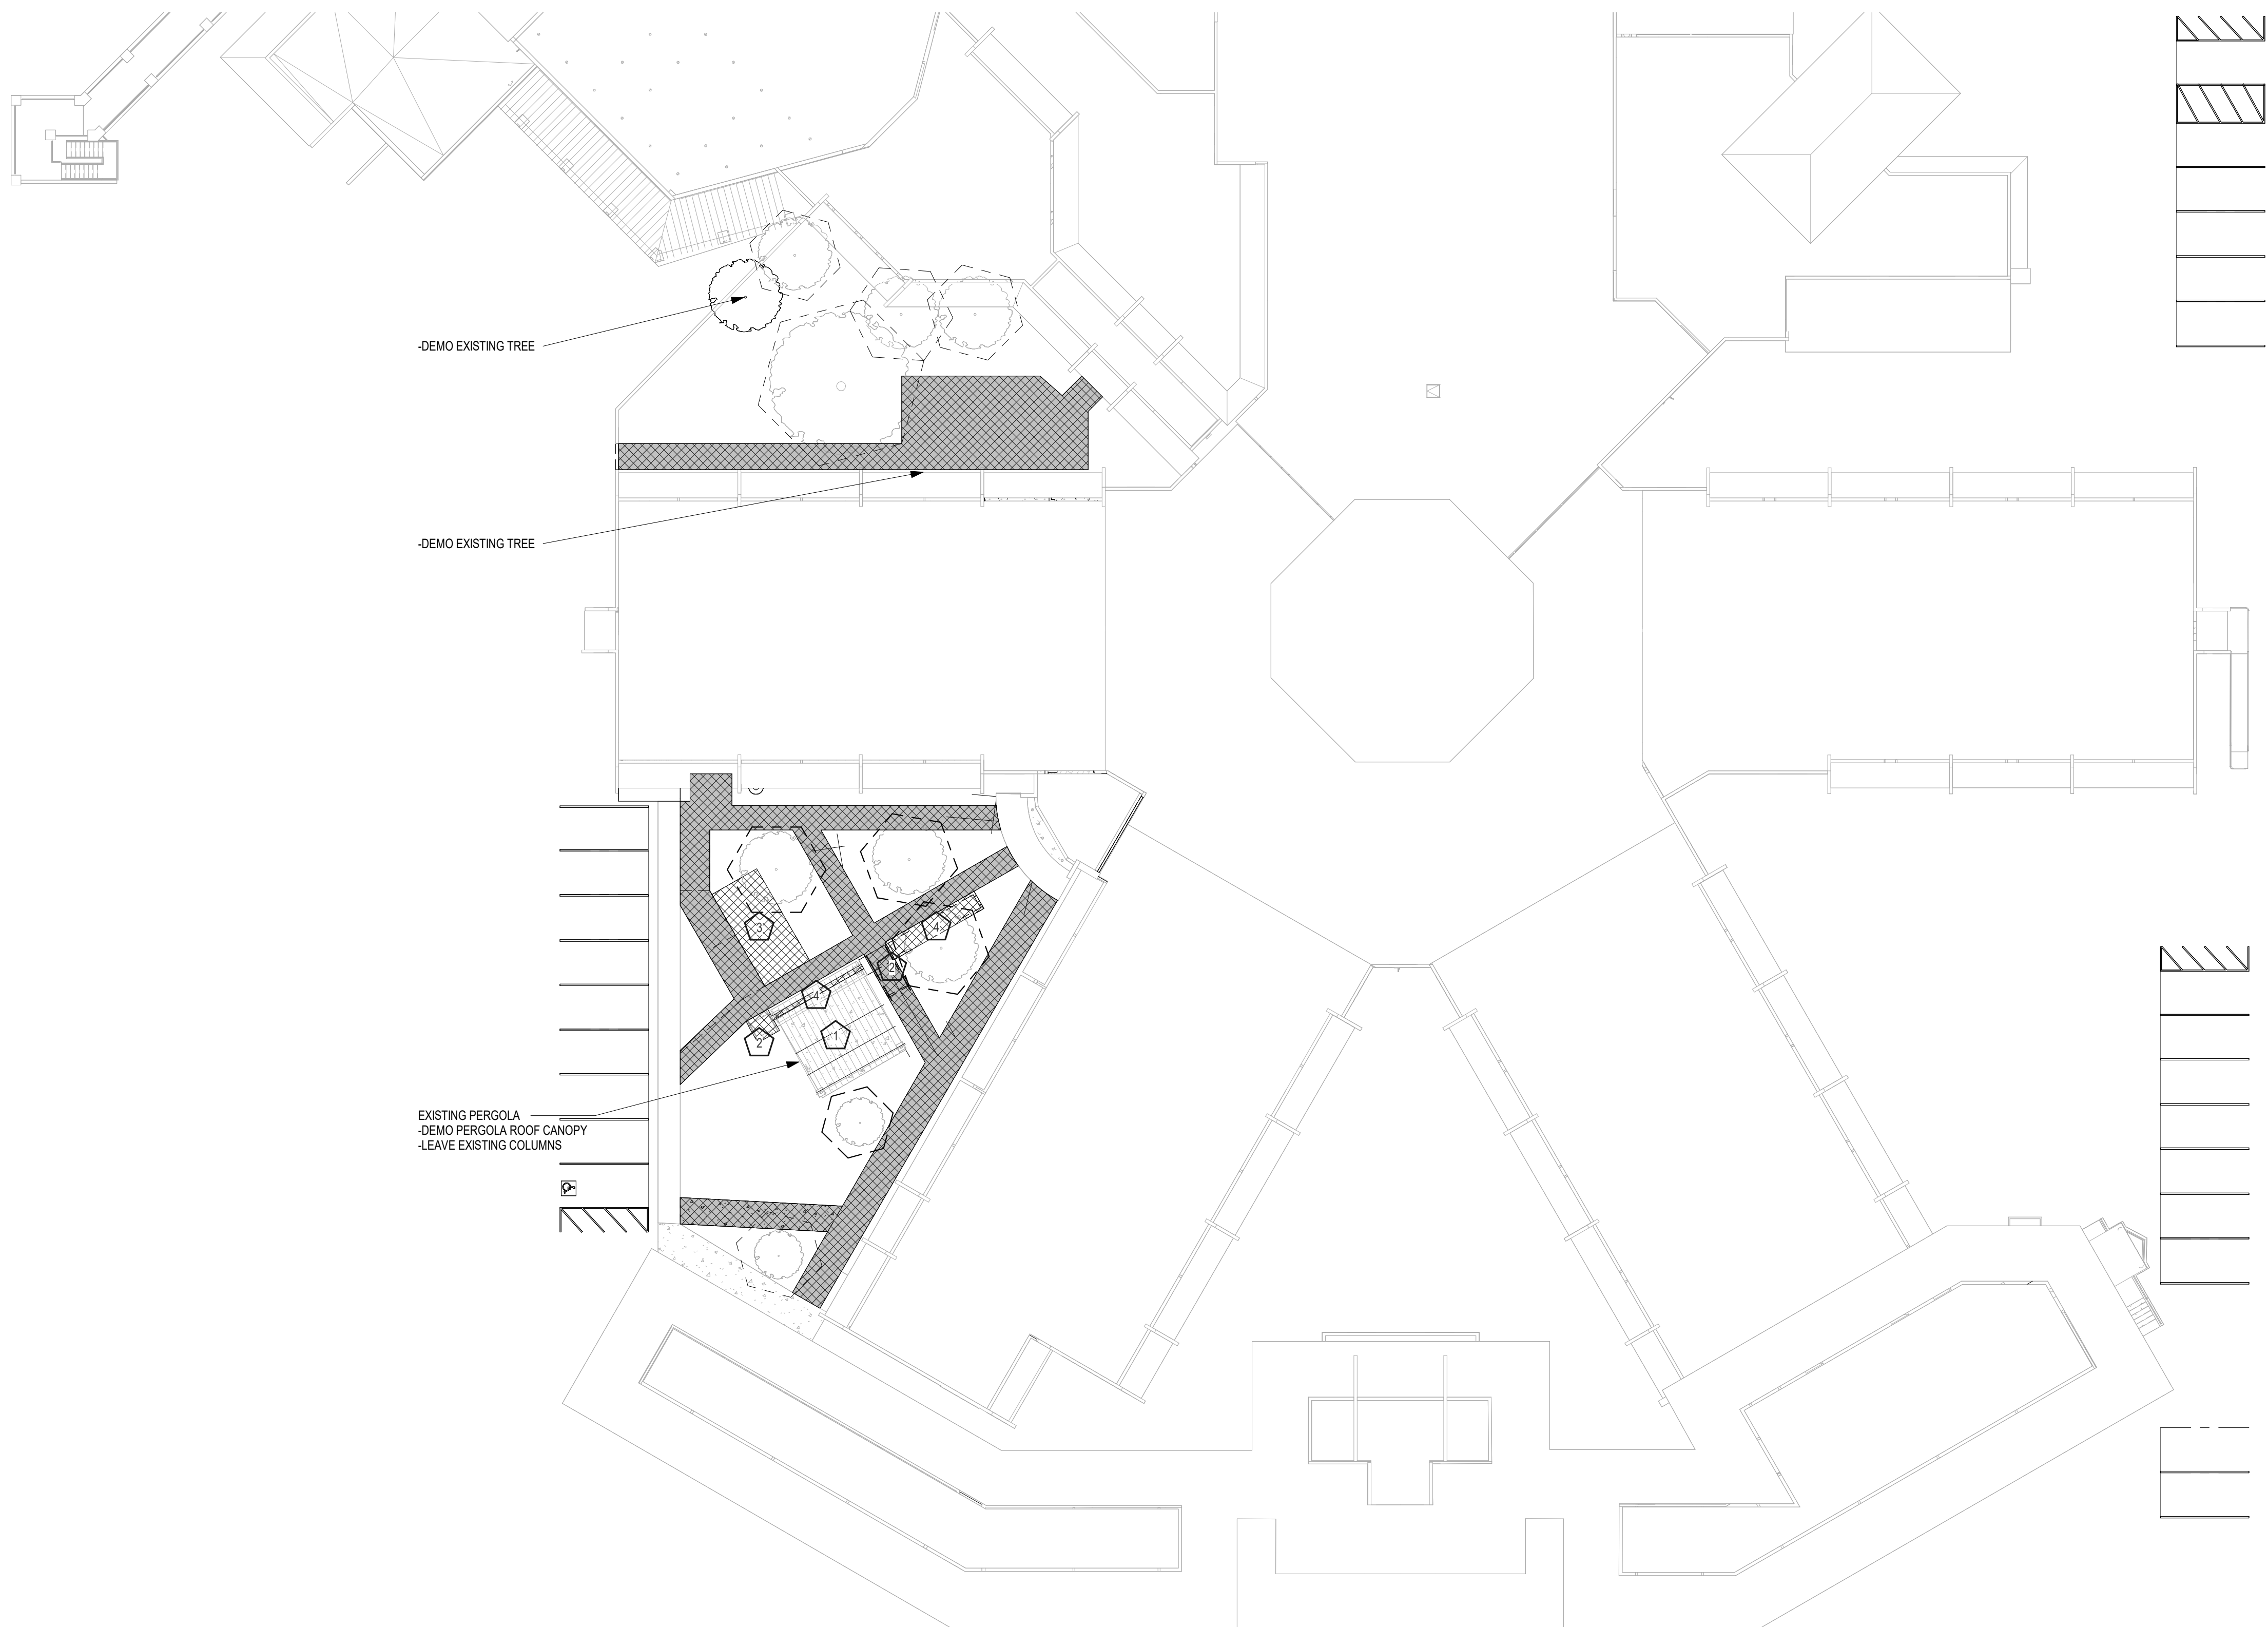 -DEMO EXISTING TREE
-DEMO EXISTING TREE
3
4
2
4
1
2
EXISTING PERGOLA
-DEMO PERGOLA ROOF CANOPY
-LEAVE EXISTING COLUMNS